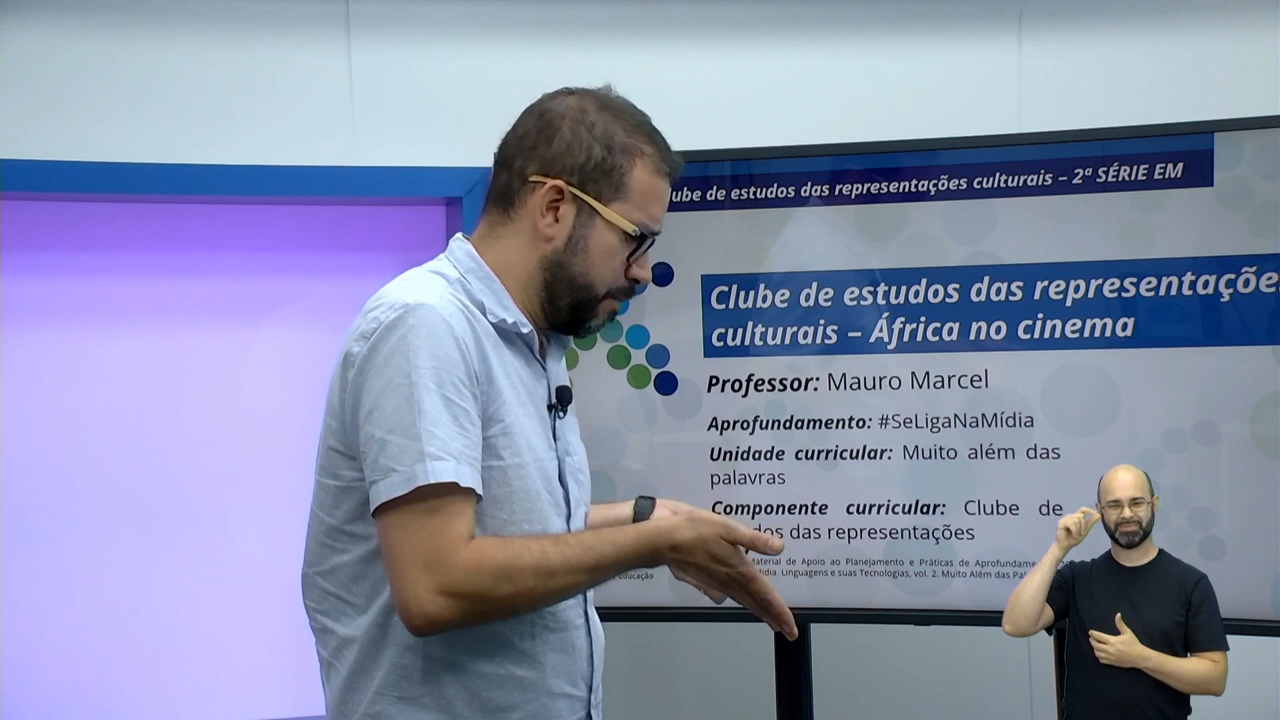 ube de estudos das representações culturais – 2ª SÉRIE EM
Clube de estudos das representaçõe
culturais – África no cinema
Professor: Mauro Marcel
Aprofundamento: #SeLigaNaMídia
Unidade curricular: Muito além das
palavras
Componente curricular: Clube de
dos das representações
Material de Apoio ao Planejamento e Práticas de Aprofundame
Mídia. Linguagens e suas Tecnologias, vol. 2. Muito Além das Pala
Educação